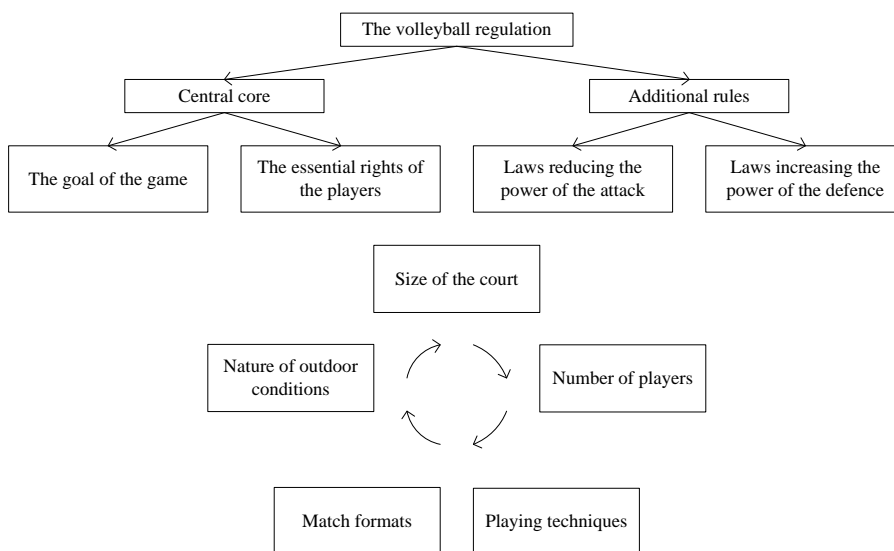 The volleyball regulation
Central core
Additional rules
The goal of the game
The essential rights of
the players
Laws reducing the
power of the attack
Laws increasing the
power of the defence
Size of the court
Nature of outdoor
conditions
Number of players
Match formats
Playing techniques